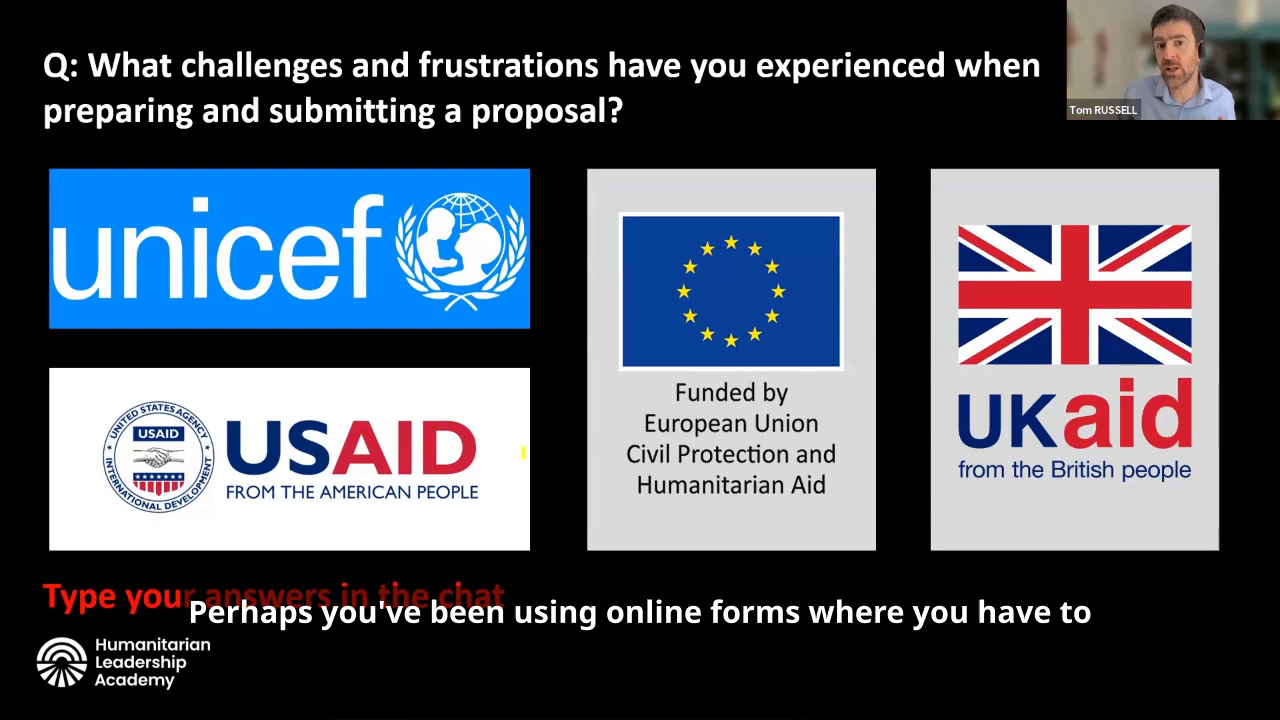 Q: What challenges and frustrations have you experienced when
preparing and submitting a proposal?
Tom RUSSELL
unicef
UNITED STATES AGENCY
USAID
INTERNATIONAL DEVELOPMENT
USAID
FROM THE AMERICAN PEOPLE
Funded by
European Union
Civil Protection and
Humanitarian Aid
UKaid
from the British people
Type your answers in the chat
Perhaps you've been using online forms where you have to
Humanitarian
Leadership
Academy